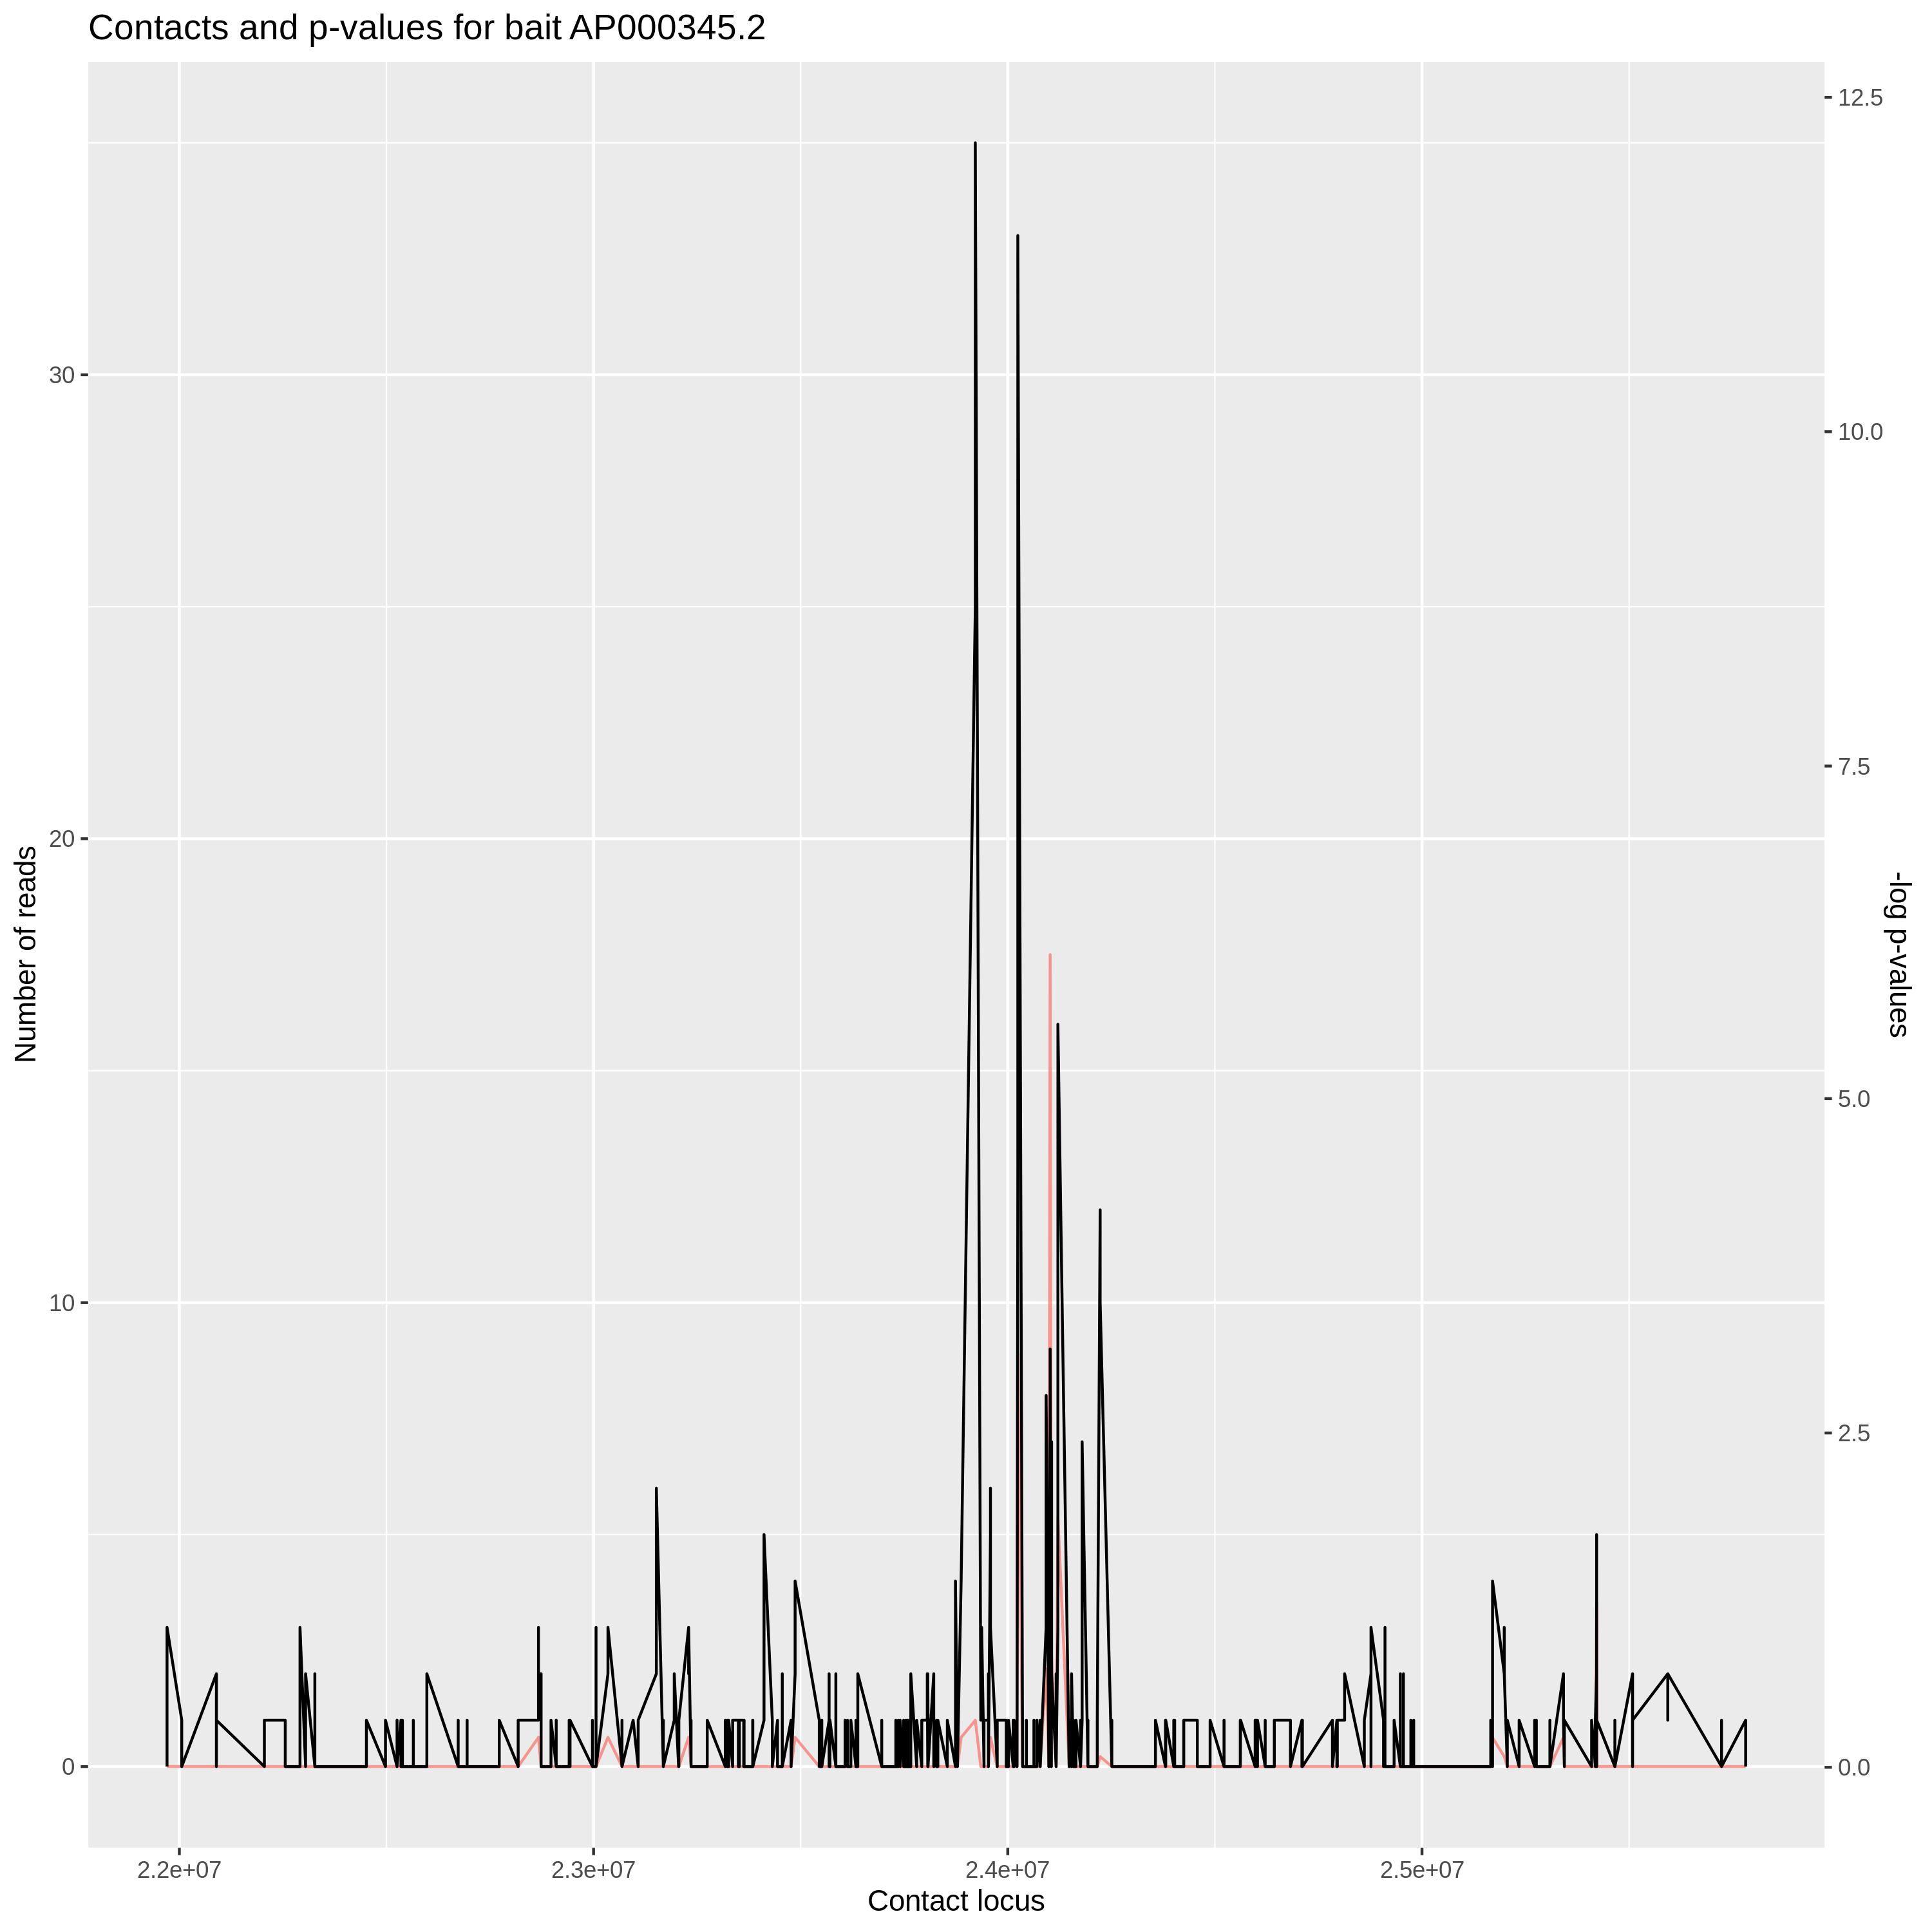 Contacts and p-values for bait AP000345.2
Number of reads
30
20
10
0
12.5
10.0
7.5
5.0
2.5
0.0
-log p-values
2.2e+07 2.3e+07 2.4e+07 2.5e+07
Contact locus